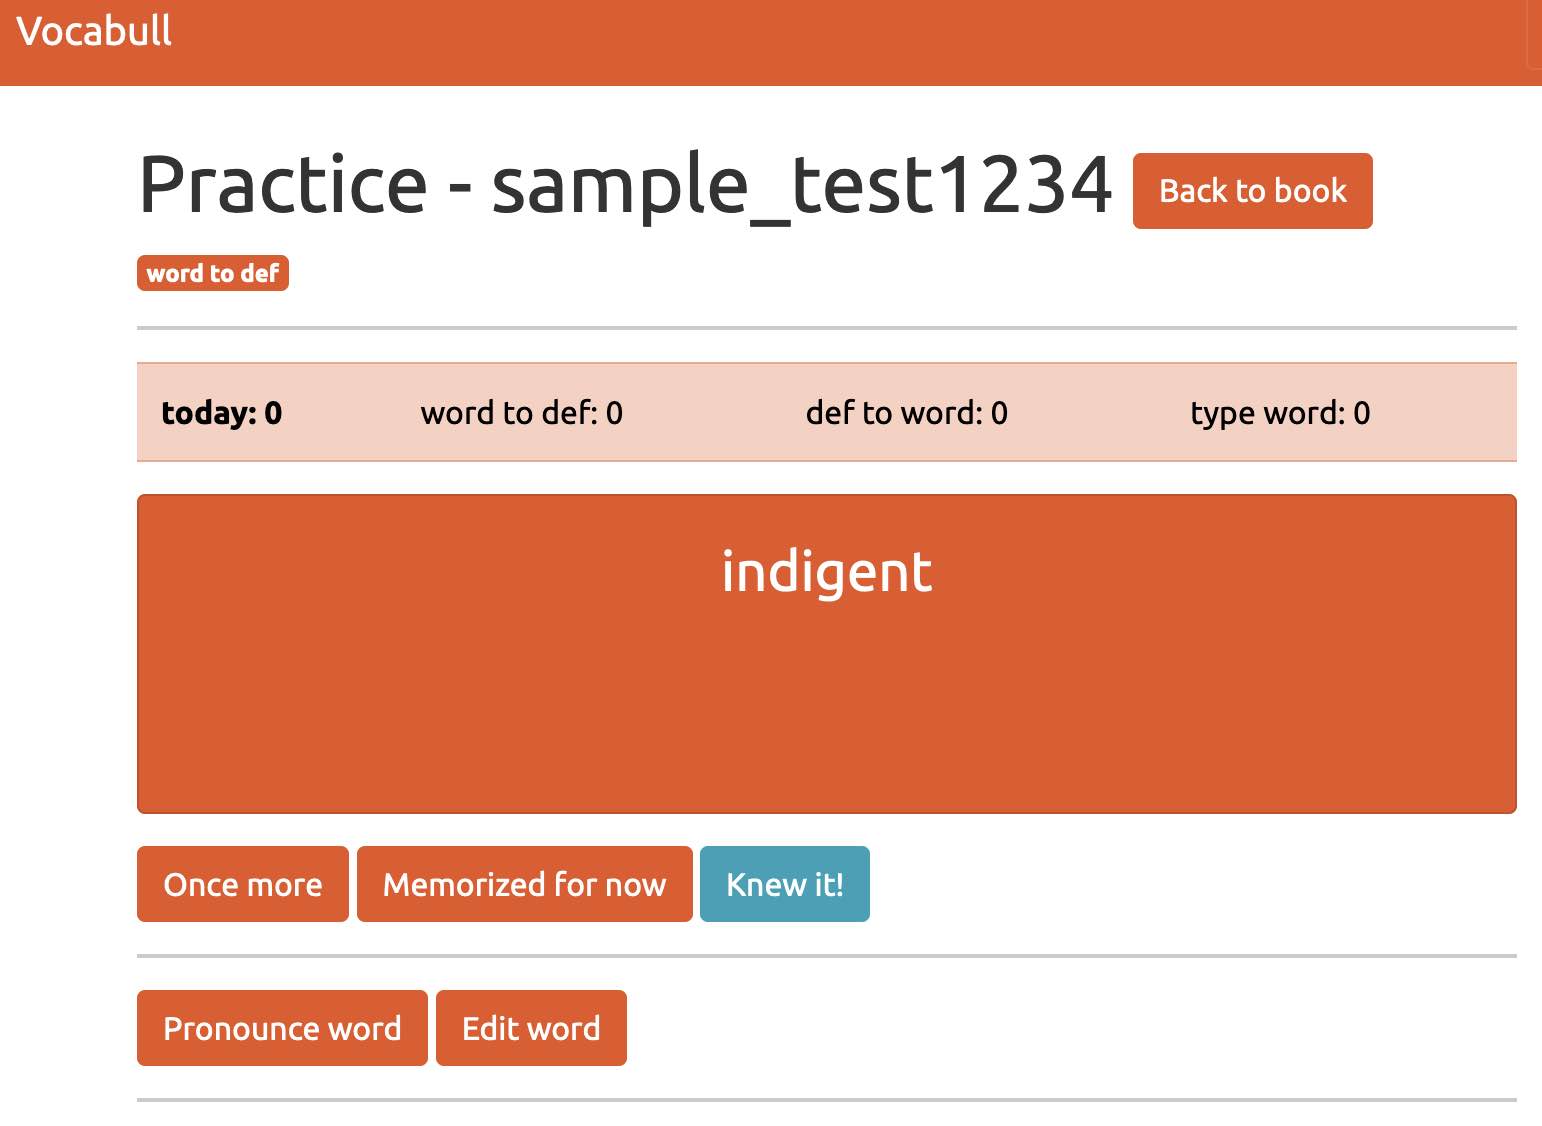 Vocabull
Practice - sample_test1234 Back to book
word to def
today: 0 word to def: 0 def to word: 0 type word: 0
indigent
Once more Memorized for now Knew it!
Pronounce word Edit word